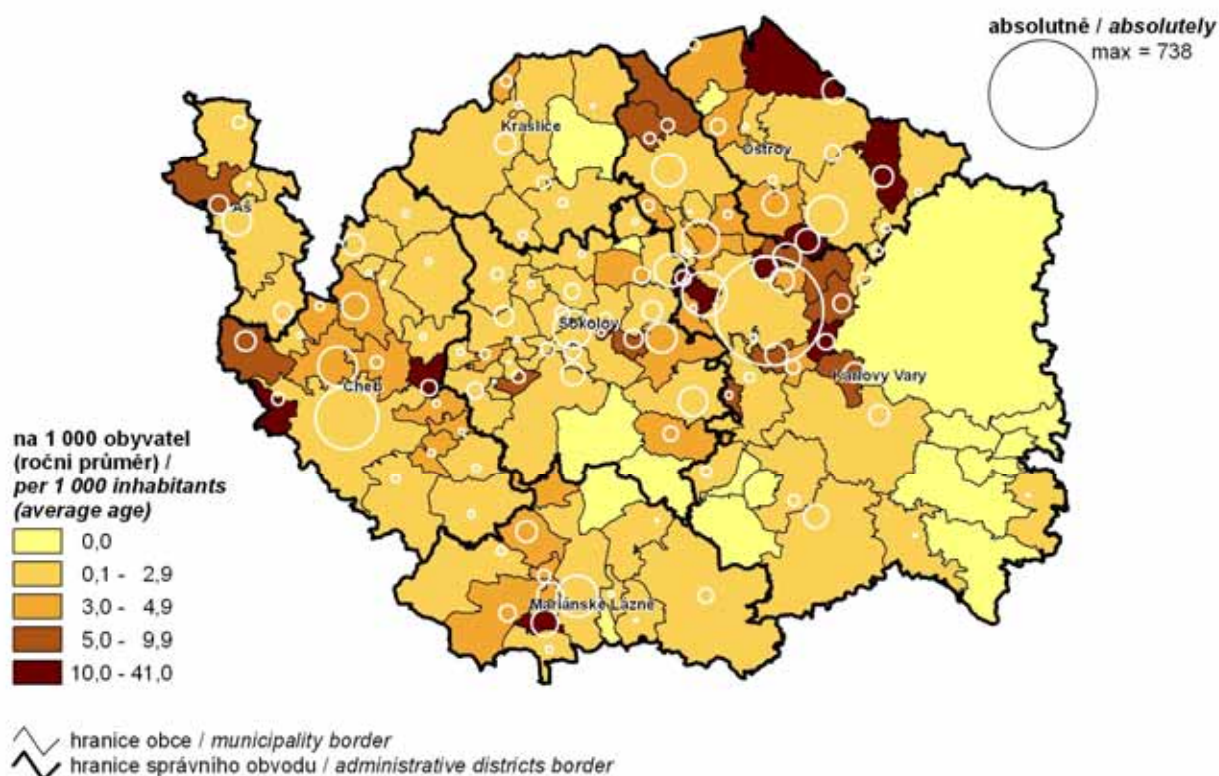 absolutně / absolutely
max = 738
Kraslice
Ostrov
Aš
Sokolov
Cheb
Karlovy Vary
Mariánské Lázně
na 1 000 obyvatel
(roční průměr) /
per 1 000 inhabitants
(average age)
0,0
0,1 - 2,9
3,0 - 4,9
5,0 - 9,9
10,0 - 41,0
hranice obce / municipality border
hranice správního obvodu / administrative districts border